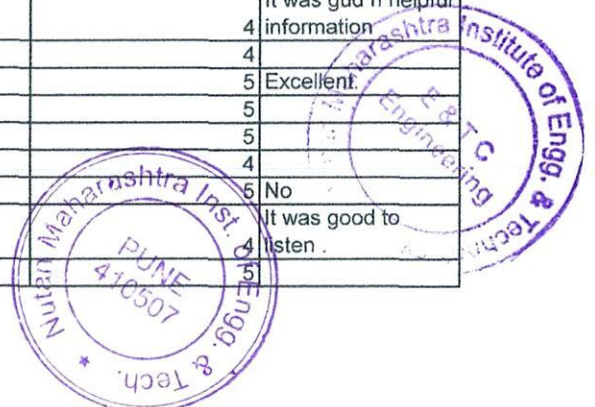 It was gud n helpful
4 information
4
5 Excellent.
5
5
4
5 No
It was good to
4 listen .
5
Maharashtra Institute of Engg. & Techn
E & T C
Engineering
Nutan Maharashtra Inst. of Engg. & Tech. ★
PUNE
410507